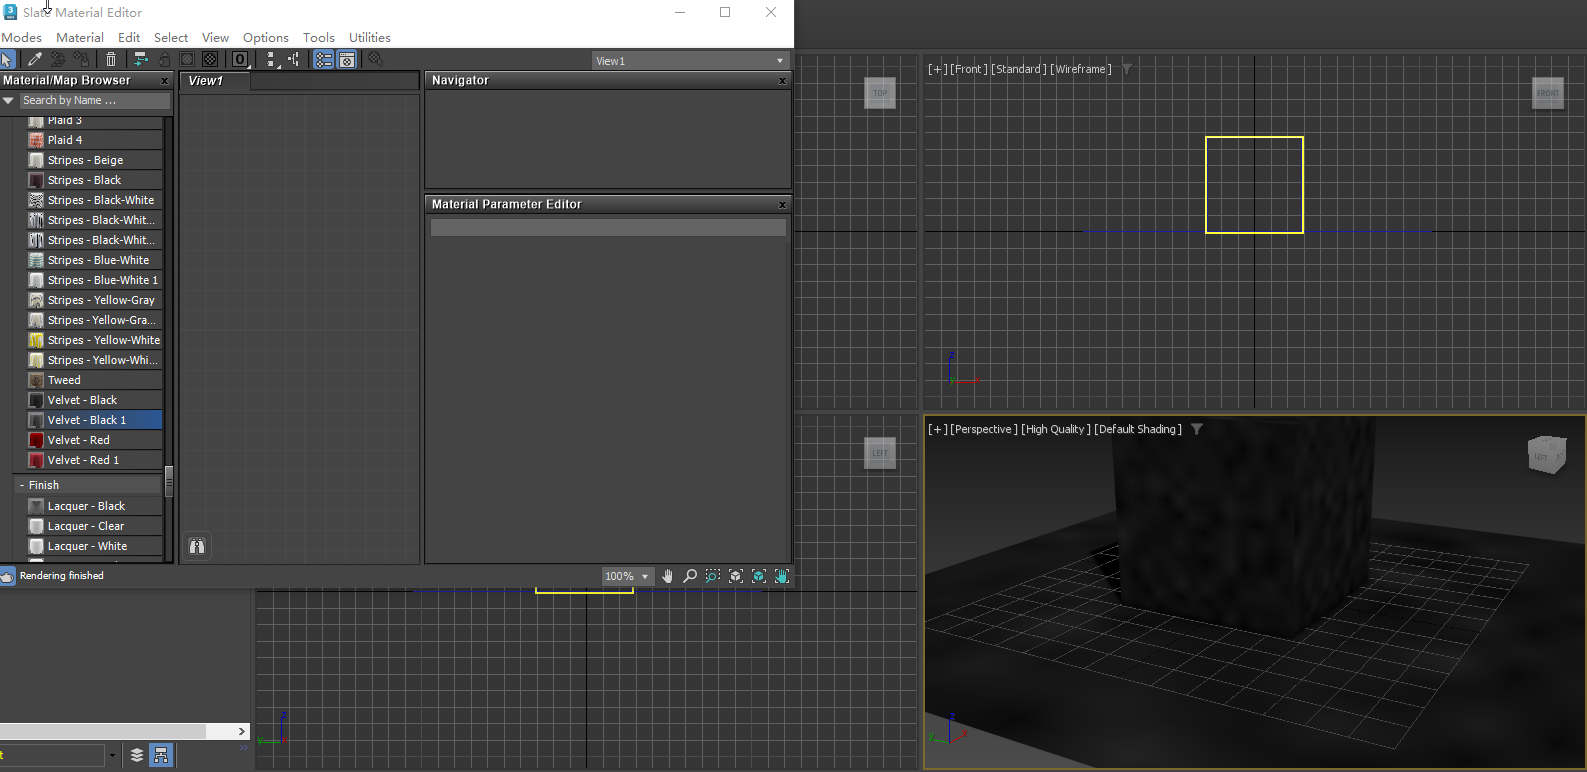 Slate Material Editor
Modes Material Edit Select View Options Tools Utilities
0
View1
Material/Map Browser
View1
Navigator
Search by Name ...
Plaid 3
Plaid 4
Stripes - Beige
Stripes - Black
Stripes - Black-White
Stripes - Black-Whit...
Stripes - Black-Whit...
Stripes - Blue-White
Stripes - Blue-White 1
Stripes - Yellow-Gray
Stripes - Yellow-Gra...
Stripes - Yellow-White
Stripes - Yellow-Whi...
Tweed
Velvet - Black
Velvet - Black 1
Velvet - Red
Velvet - Red 1
- Finish
Lacquer - Black
Lacquer - Clear
Lacquer - White
Material Parameter Editor
Rendering finished
100%
TOP
[+] [Front ] [Standard ] [Wireframe ]
FRONT
z
y
x
LEFT
z
y
x
[+] [Perspective ] [High Quality ] [Default Shading ]
LEFT
z
y
x
t